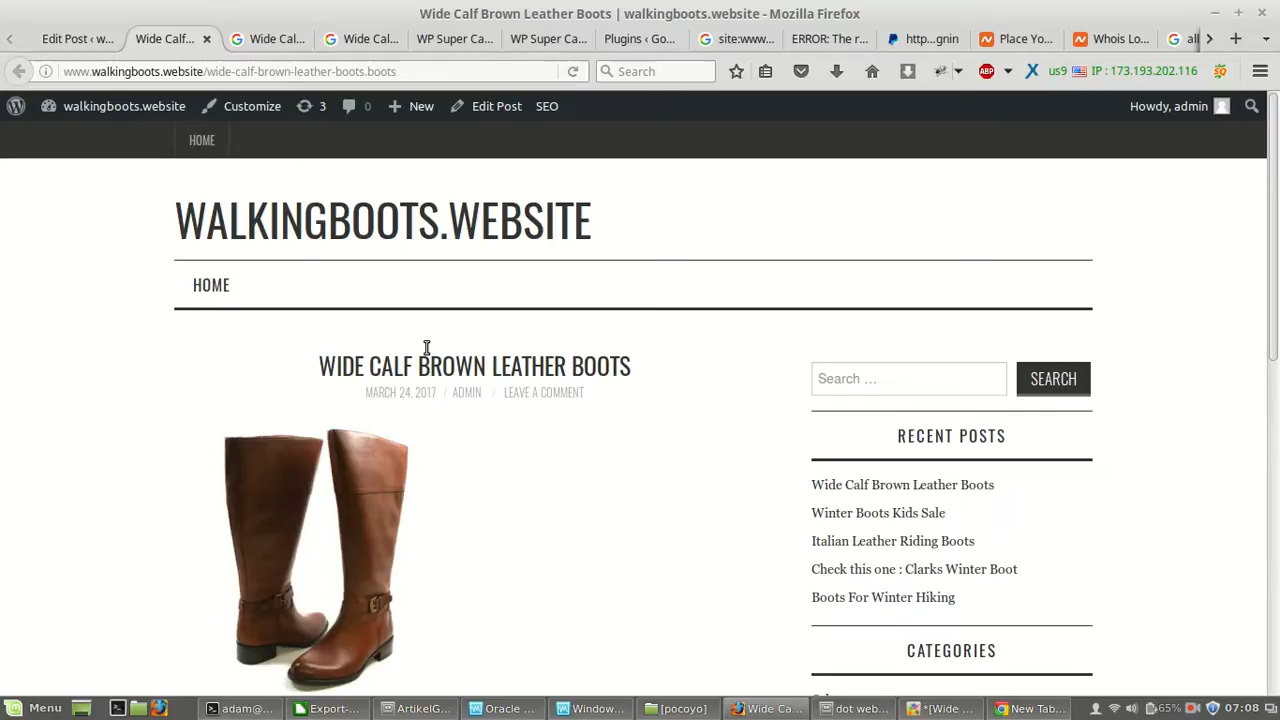 Wide Calf Brown Leather Boots | walkingboots.website - Mozilla Firefox
Edit Post ‹ w...
Wide Calf...
Wide Cal...
Wide Cal...
WP Super Ca...
WP Super Ca...
Plugins ‹ Go...
site:www...
ERROR: The r...
http...gnin
Place Yo...
Whois Lo...
all
www.walkingboots.website/wide-calf-brown-leather-boots.boots
Search
ABP
us9
IP : 173.193.202.116
walkingboots.website
Customize
3
0
New
Edit Post
SEO
Howdy, admin
HOME
WALKINGBOOTS.WEBSITE
HOME
WIDE CALF BROWN LEATHER BOOTS
MARCH 24, 2017 / ADMIN / LEAVE A COMMENT
Search …
SEARCH
RECENT POSTS
Wide Calf Brown Leather Boots
Winter Boots Kids Sale
Italian Leather Riding Boots
Check this one : Clarks Winter Boot
Boots For Winter Hiking
CATEGORIES
Menu
adam@...
Export-...
ArtikelG...
Oracle ...
Window...
[pocoyo]
Wide Ca...
dot web...
*[Wide ...
New Tab...
65%
07:08